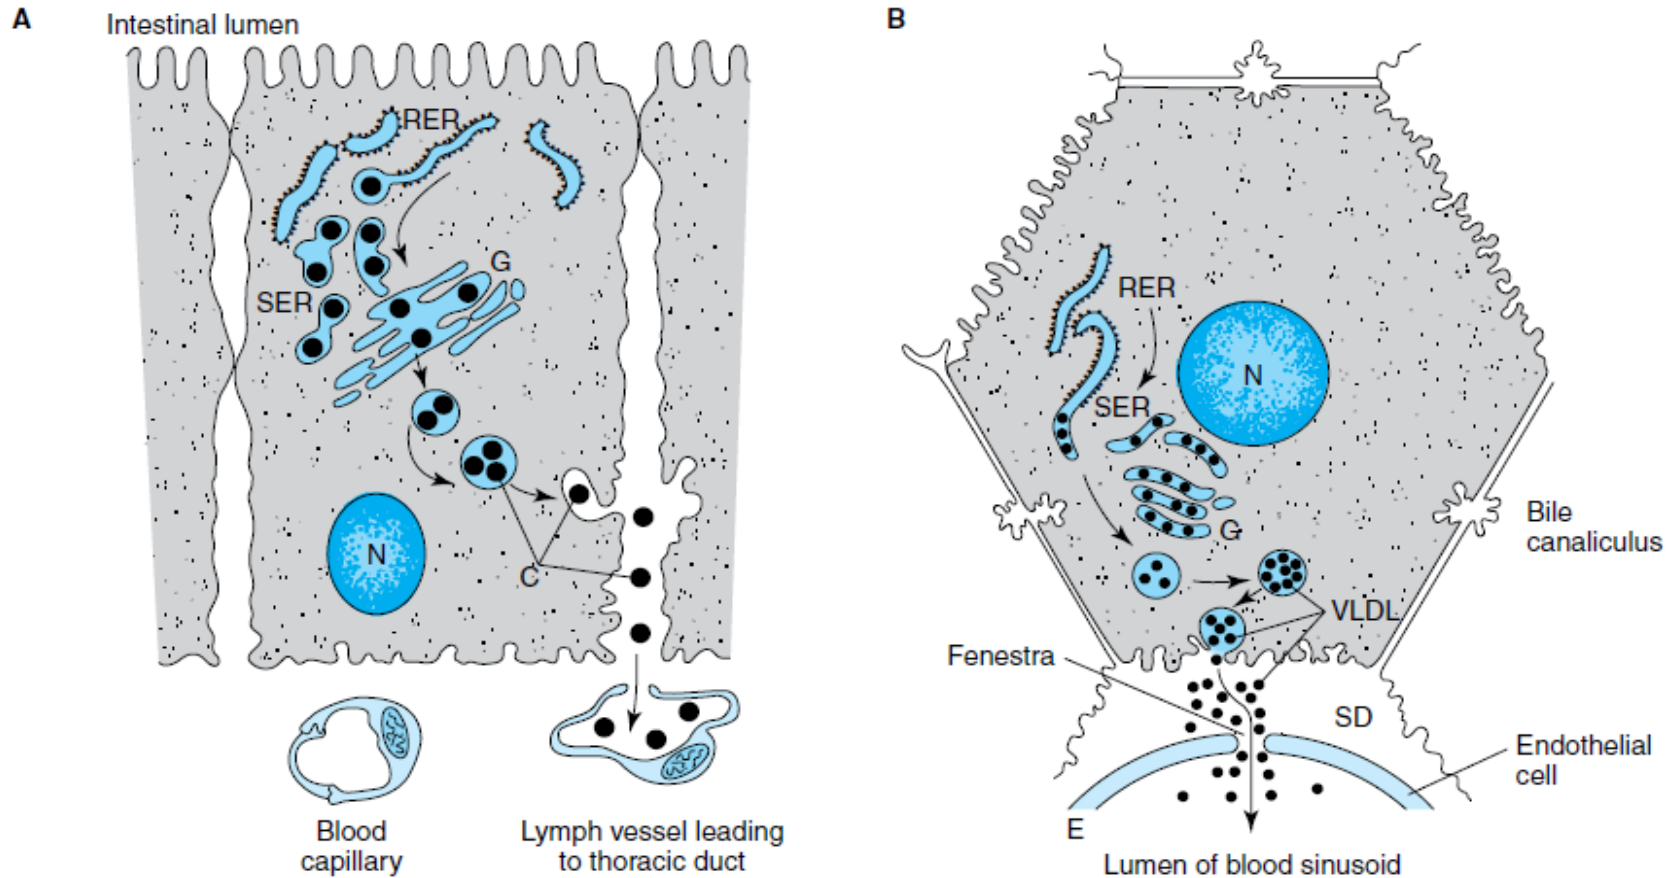 A
Intestinal lumen
RER
G
SER
N
C
Blood
capillary
Lymph vessel leading
to thoracic duct
B
RER
N
SER
G
Bile
canaliculus
VLDL
Fenestra
SD
Endothelial
cell
E
Lumen of blood sinusoid